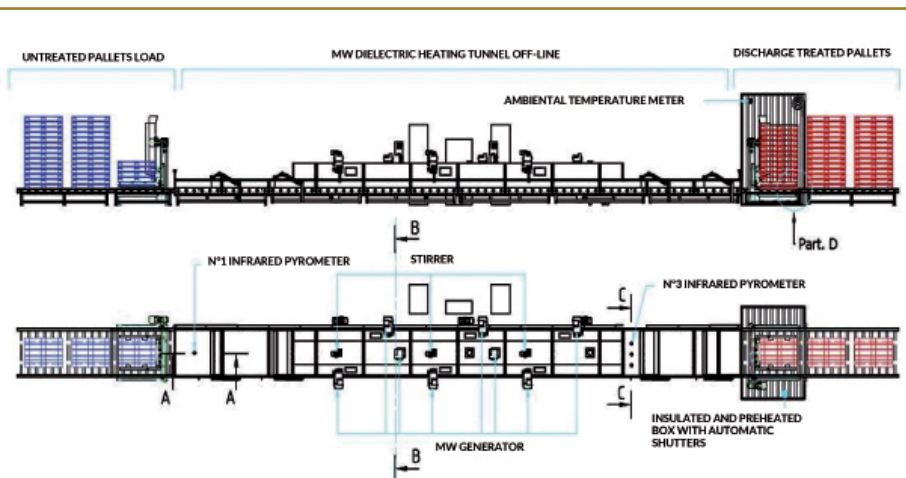 UNTREATED PALLETS LOAD
MW DIELECTRIC HEATING TUNNEL OFF-LINE
DISCHARGE TREATED PALLETS
AMBIENTAL TEMPERATURE METER
B
Part. D
N°1 INFRARED PYROMETER
STIRRER
N°3 INFRARED PYROMETER
C
A
A
C
INSULATED AND PREHEATED
BOX WITH AUTOMATIC
SHUTTERS
MW GENERATOR
B